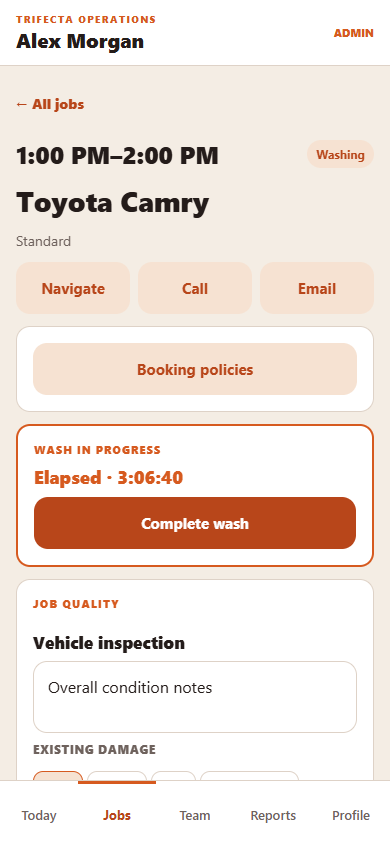 TRIFECTA OPERATIONS
Alex Morgan
ADMIN
← All jobs
1:00 PM–2:00 PM
Washing
Toyota Camry
Standard
Navigate
Call
Email
Booking policies
WASH IN PROGRESS
Elapsed · 3:06:40
Complete wash
JOB QUALITY
Vehicle inspection
Overall condition notes
EXISTING DAMAGE
Today
Jobs
Team
Reports
Profile